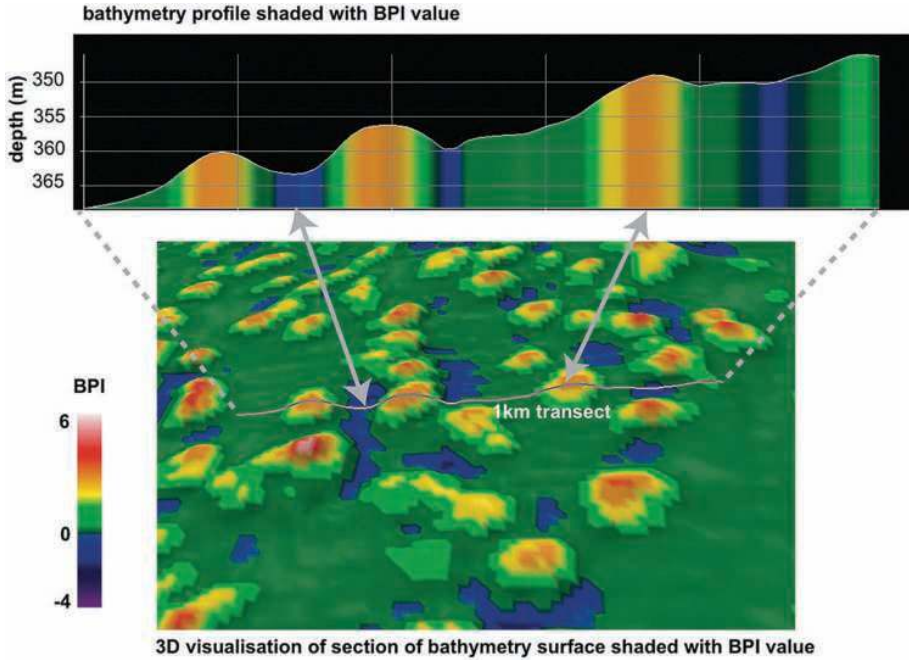 bathymetry profile shaded with BPI value
depth (m)
350
355
360
365
BPI
6
0
-4
1km transect
3D visualisation of section of bathymetry surface shaded with BPI value